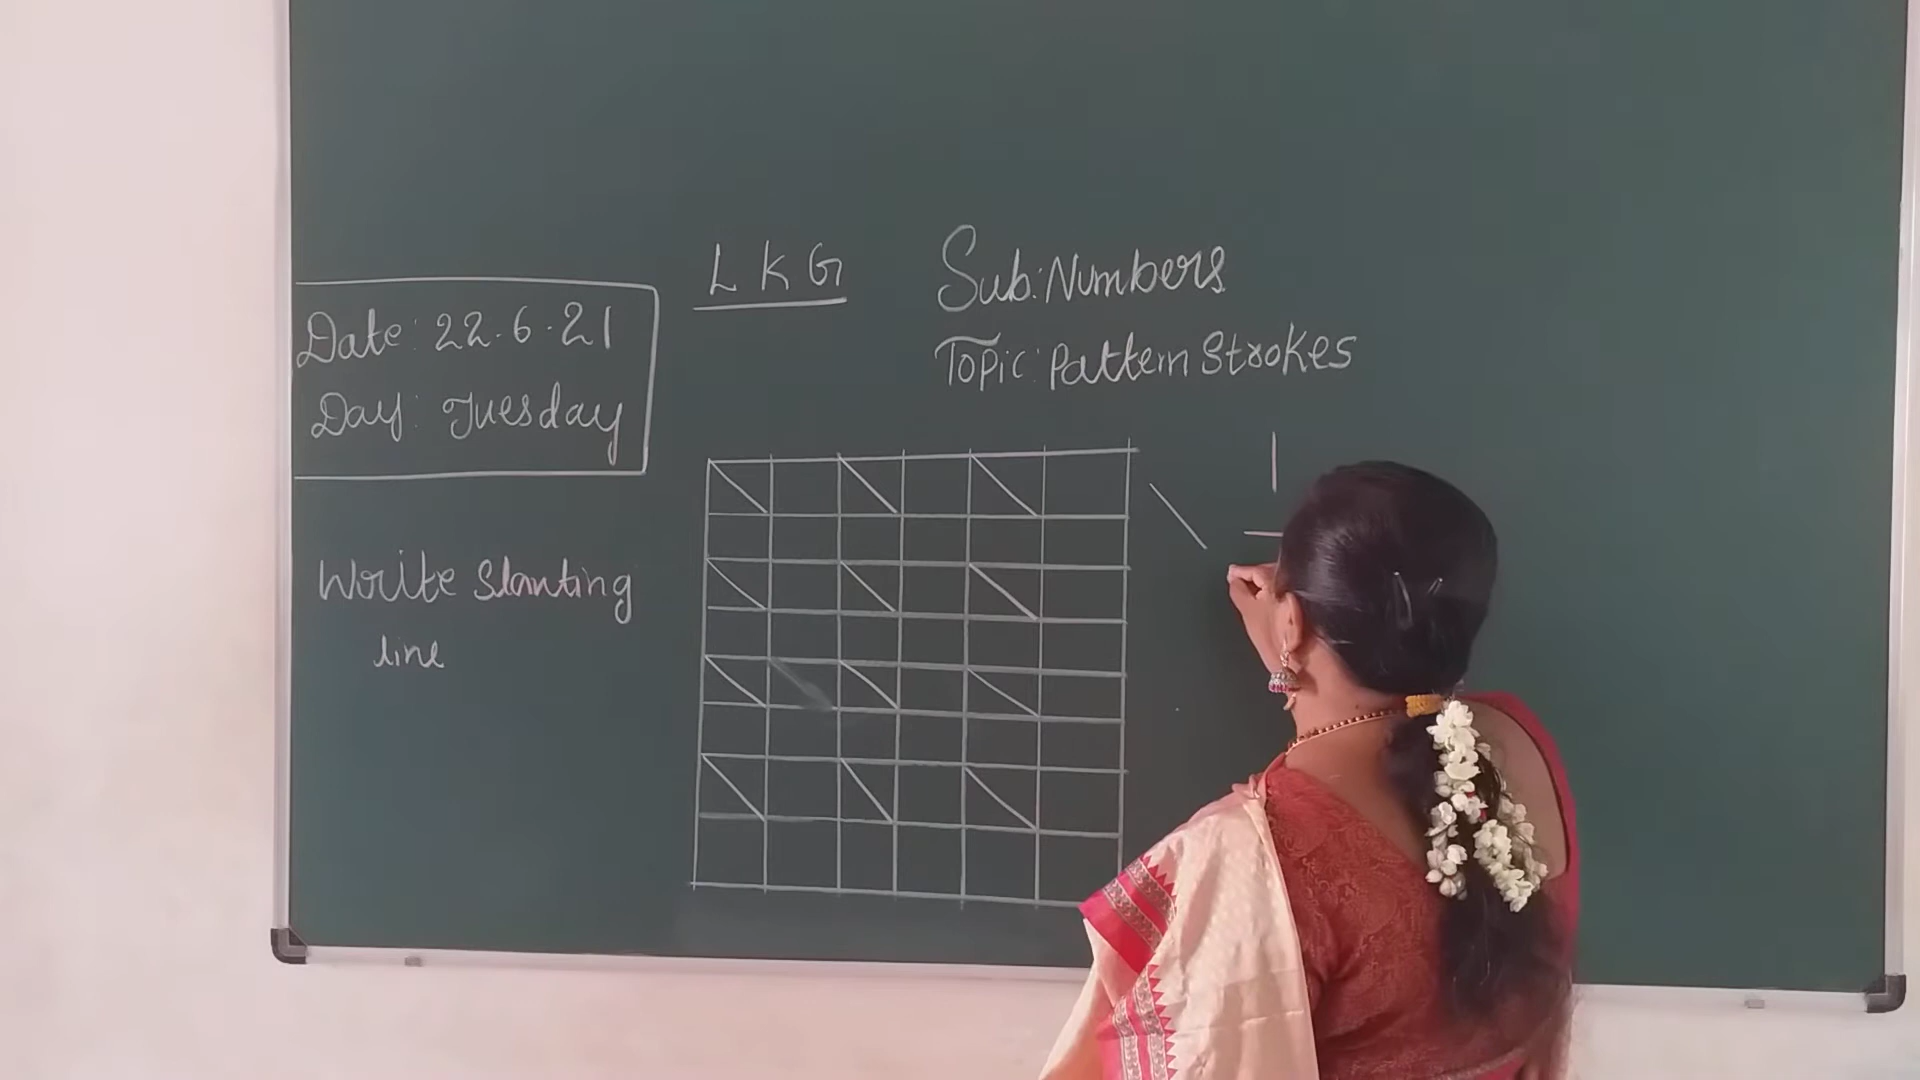 LKG
Sub: Numbers
Topic: Pattern Strokes
Date: 22.6.21
Day: Tuesday
Write Slanting
line